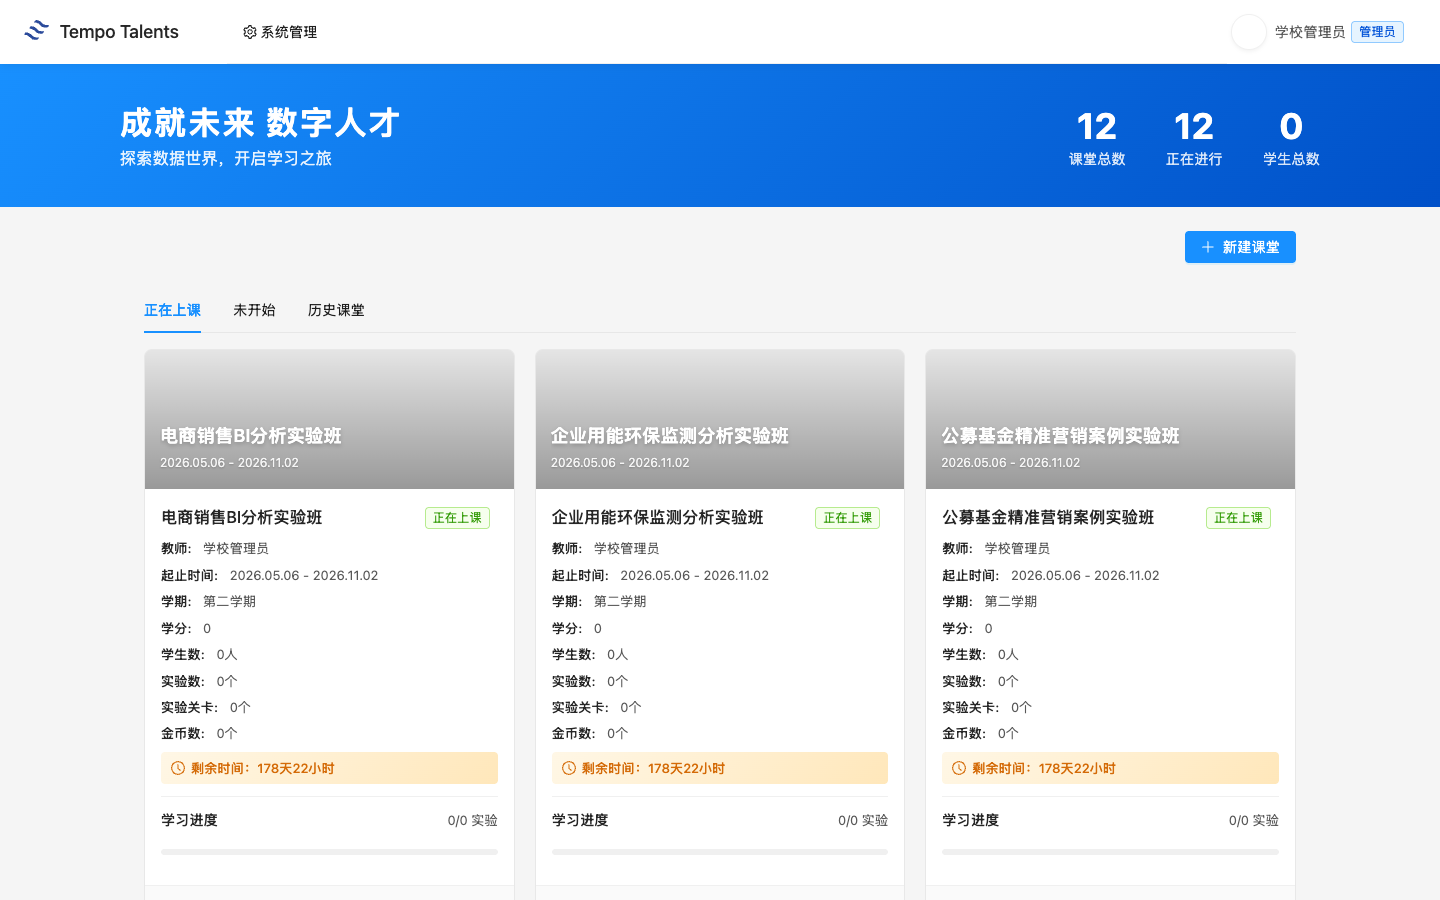 Tempo Talents
系统管理
学校管理员 管理员
成就未来 数字人才
探索数据世界，开启学习之旅
12 12 0
课堂总数 正在进行 学生总数
新建课堂
正在上课 未开始 历史课堂
电商销售BI分析实验班
2026.05.06 - 2026.11.02
电商销售BI分析实验班 正在上课
教师： 学校管理员
起止时间： 2026.05.06 - 2026.11.02
学期： 第二学期
学分： 0
学生数： 0人
实验数： 0个
实验关卡： 0个
金币数： 0个
剩余时间：178天22小时
学习进度 0/0 实验
企业用能环保监测分析实验班
2026.05.06 - 2026.11.02
企业用能环保监测分析实验班 正在上课
教师： 学校管理员
起止时间： 2026.05.06 - 2026.11.02
学期： 第二学期
学分： 0
学生数： 0人
实验数： 0个
实验关卡： 0个
金币数： 0个
剩余时间：178天22小时
学习进度 0/0 实验
公募基金精准营销案例实验班
2026.05.06 - 2026.11.02
公募基金精准营销案例实验班 正在上课
教师： 学校管理员
起止时间： 2026.05.06 - 2026.11.02
学期： 第二学期
学分： 0
学生数： 0人
实验数： 0个
实验关卡： 0个
金币数： 0个
剩余时间：178天22小时
学习进度 0/0 实验